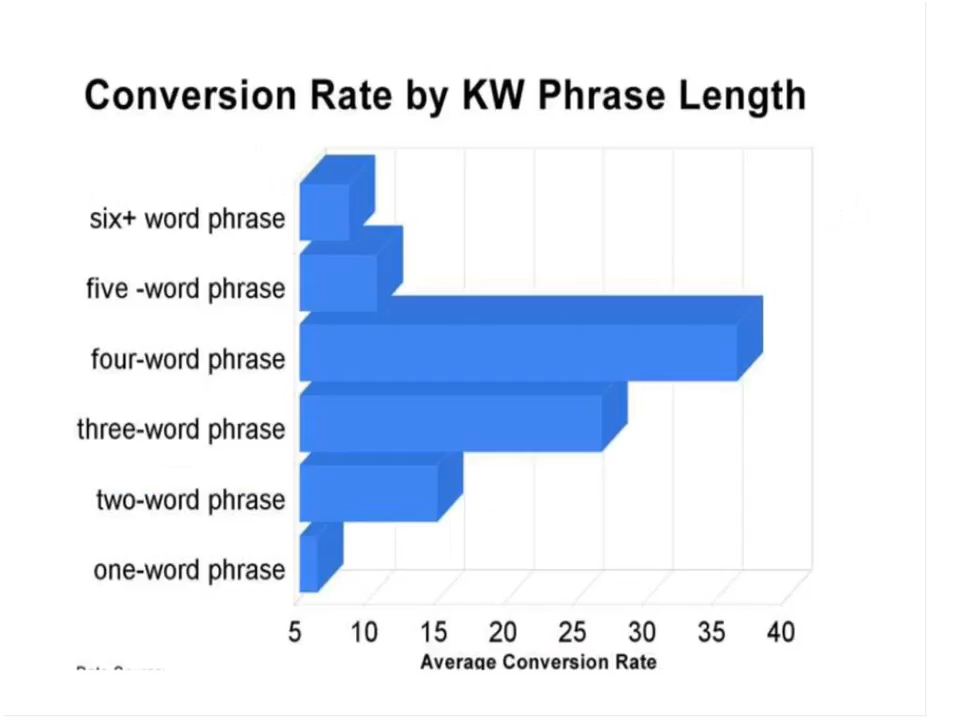 Conversion Rate by KW Phrase Length
six+ word phrase
five -word phrase
four-word phrase
three-word phrase
two-word phrase
one-word phrase
5 10 15 20 25 30 35 40
Average Conversion Rate